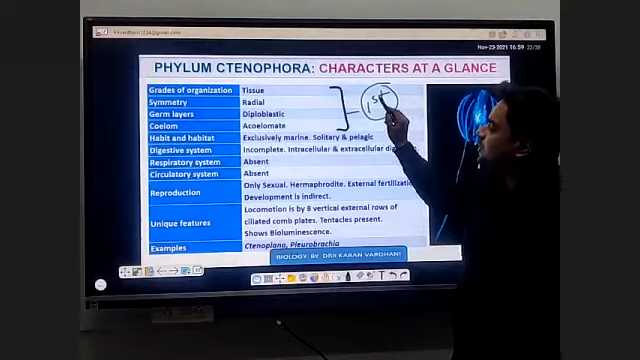 Nov-23-2021 16:59 22/38
PHYLUM CTENOPHORA: CHARACTERS AT A GLANCE
Grades of organization Tissue
Symmetry Radial
Germ layers Diploblastic
Coelom Acoelomate
1st
Habit and habitat Exclusively marine. Solitary & pelagic
Digestive system Incomplete. Intracellular & extracellular
Respiratory system Absent
Circulatory system Absent
Reproduction Only Sexual. Hermaphrodite. External fertilization
Development is indirect.
Unique features Locomotion is by 8 vertical external rows of
ciliated comb plates. Tentacles present.
Shows Bioluminescence.
Examples Ctenoplana, Pleurobrachia
BIOLOGY BY DRX KARAN VARDHAN